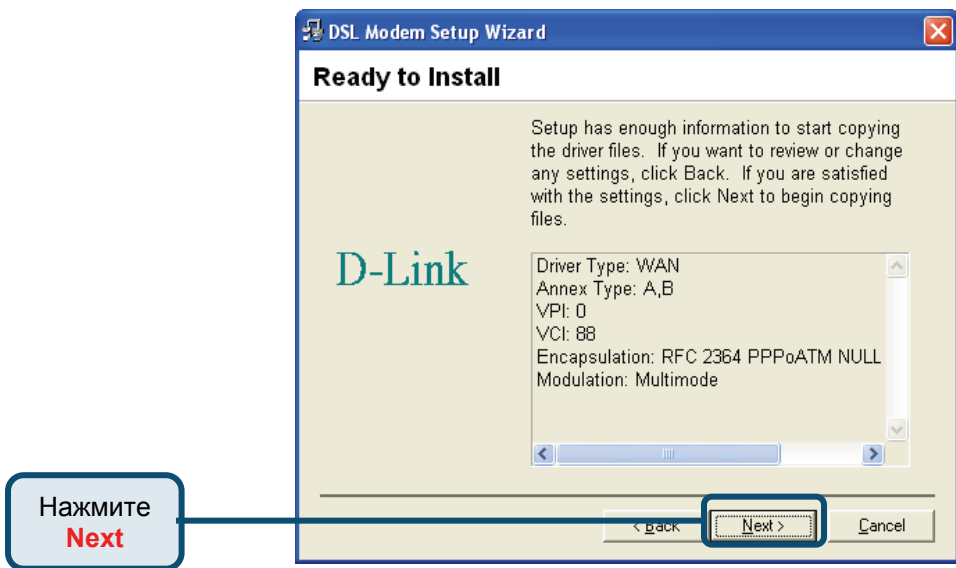 DSL Modem Setup Wizard
Ready to Install
Setup has enough information to start copying
the driver files. If you want to review or change
any settings, click Back. If you are satisfied
with the settings, click Next to begin copying
files.
D-Link
Driver Type: WAN
Annex Type: A,B
VPI: 0
VCI: 88
Encapsulation: RFC 2364 PPPoATM NULL
Modulation: Multimode
Нажмите
Next
< Back
Next >
Cancel